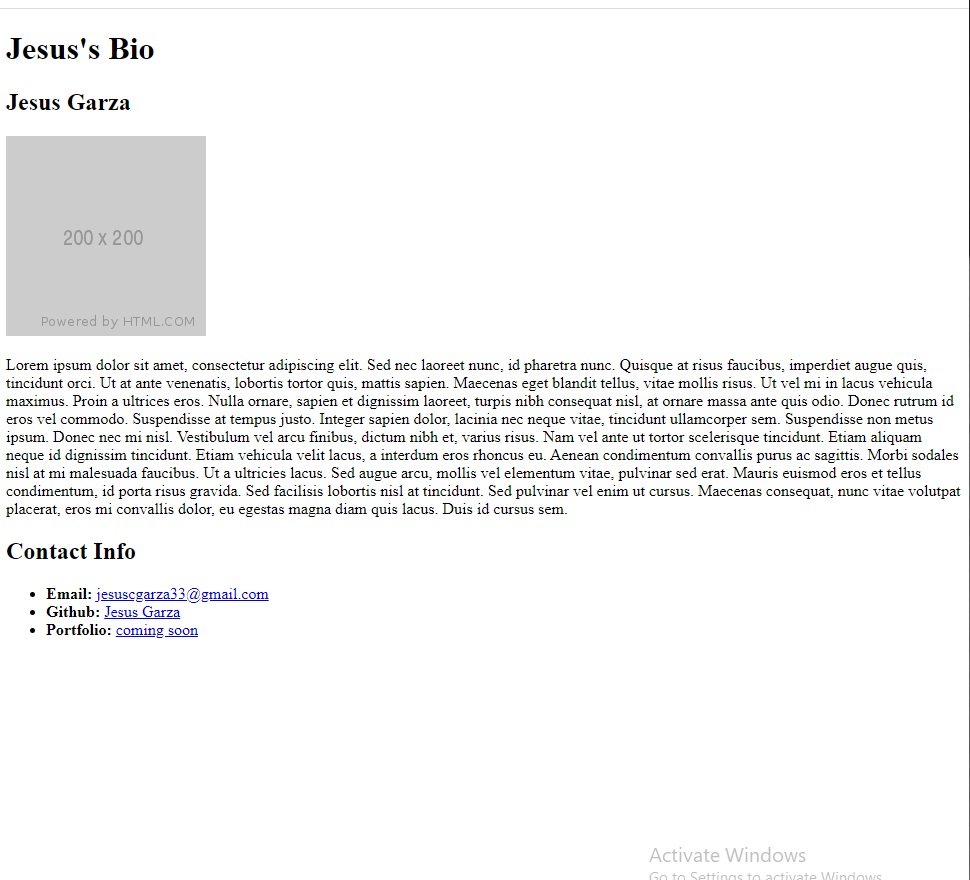 Jesus's Bio
Jesus Garza
200 x 200
Powered by HTML.COM
Lorem ipsum dolor sit amet, consectetur adipiscing elit. Sed nec laoreet nunc, id pharetra nunc. Quisque at risus faucibus, imperdiet augue quis,
tincidunt orci. Ut at ante venenatis, lobortis tortor quis, mattis sapien. Maecenas eget blandit tellus, vitae mollis risus. Ut vel mi in lacus vehicula
maximus. Proin a ultrices eros. Nulla ornare, sapien et dignissim laoreet, turpis nibh consequat nisl, at ornare massa ante quis odio. Donec rutrum id
eros vel commodo. Suspendisse at tempus justo. Integer sapien dolor, lacinia nec neque vitae, tincidunt ullamcorper sem. Suspendisse non metus
ipsum. Donec nec mi nisl. Vestibulum vel arcu finibus, dictum nibh et, varius risus. Nam vel ante ut tortor scelerisque tincidunt. Etiam aliquam
neque id dignissim tincidunt. Etiam vehicula velit lacus, a interdum eros rhoncus eu. Aenean condimentum convallis purus ac sagittis. Morbi sodales
nisl at mi malesuada faucibus. Ut a ultricies lacus. Sed augue arcu, mollis vel elementum vitae, pulvinar sed erat. Mauris euismod eros et tellus
condimentum, id porta risus gravida. Sed facilisis lobortis nisl at tincidunt. Sed pulvinar vel enim ut cursus. Maecenas consequat, nunc vitae volutpat
placerat, eros mi convallis dolor, eu egestas magna diam quis lacus. Duis id cursus sem.
Contact Info
• Email: jesuscgarza33@gmail.com
• Github: Jesus Garza
• Portfolio: coming soon
Activate Windows
Go to Settings to activate Windows